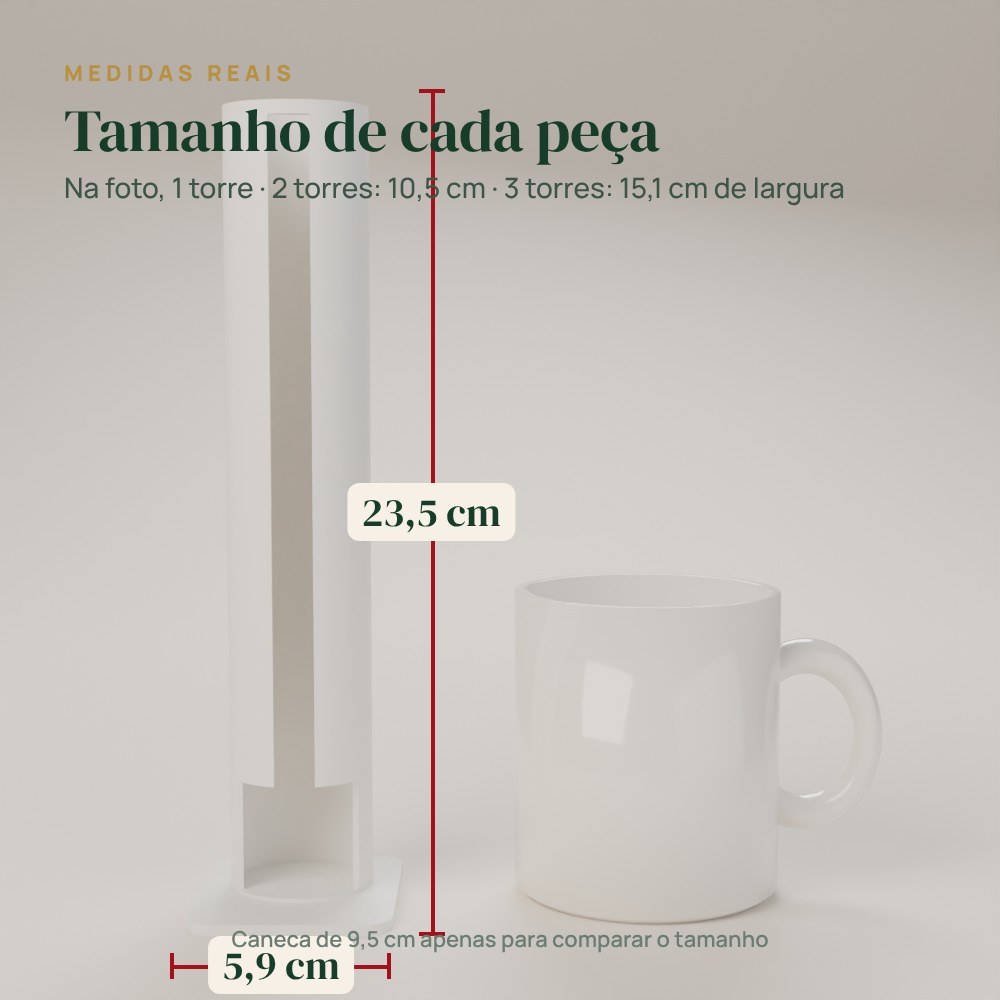 MEDIDAS REAIS
Tamanho de cada peça
Na foto, 1 torre · 2 torres: 10,5 cm · 3 torres: 15,1 cm de largura
23,5 cm
Caneca de 9,5 cm apenas para comparar o tamanho
5,9 cm